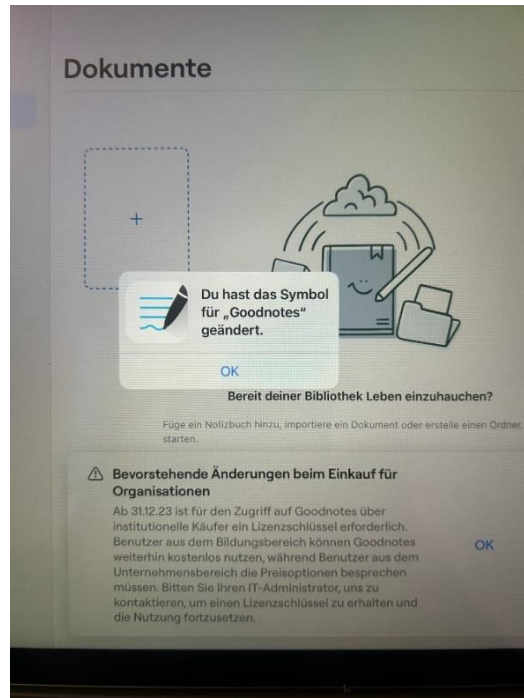 Dokumente
+
Du hast das Symbol
für „Goodnotes“
geändert.
OK
Bereit deiner Bibliothek Leben einzuhauchen?
Füge ein Notizbuch hinzu, importiere ein Dokument oder erstelle einen Ordner,
starten.
Bevorstehende Änderungen beim Einkauf für
Organisationen
Ab 31.12.23 ist für den Zugriff auf Goodnotes über
institutionelle Käufer ein Lizenzschlüssel erforderlich.
Benutzer aus dem Bildungsbereich können Goodnotes
weiterhin kostenlos nutzen, während Benutzer aus dem
Unternehmensbereich die Preisoptionen besprechen
müssen. Bitten Sie Ihren IT-Administrator, uns zu
kontaktieren, um einen Lizenzschlüssel zu erhalten und
die Nutzung fortzusetzen.
OK